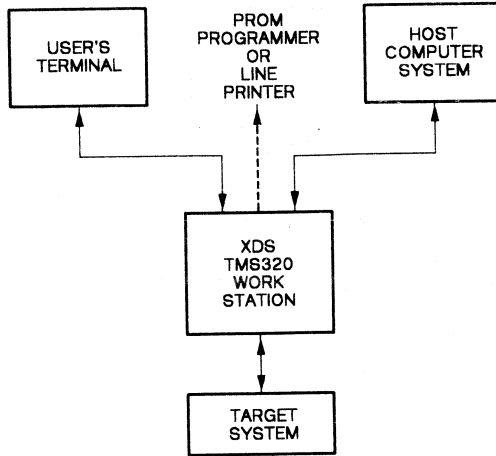 USER'S
TERMINAL
PROM
PROGRAMMER
OR
LINE
PRINTER
HOST
COMPUTER
SYSTEM
XDS
TMS320
WORK
STATION
TARGET
SYSTEM